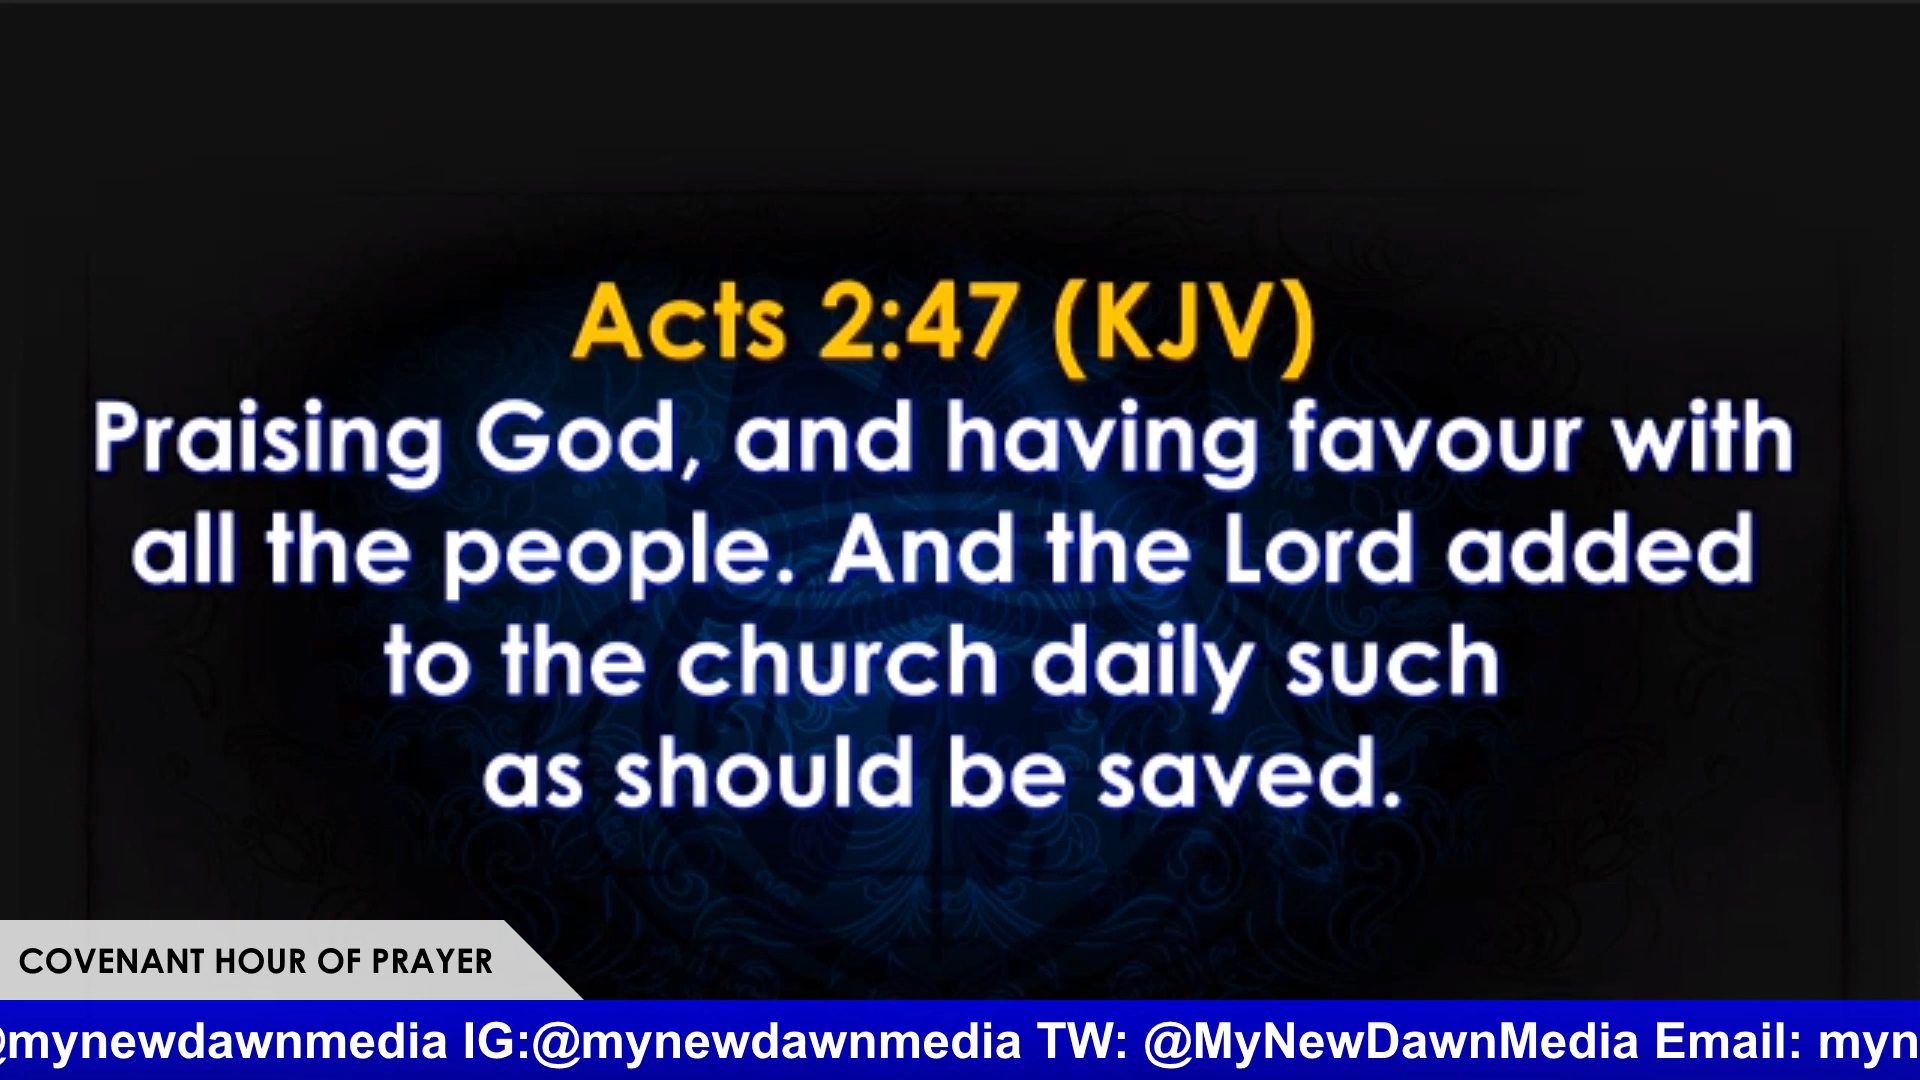 Acts 2:47 (KJV)
Praising God, and having favour with
all the people. And the Lord added
to the church daily such
as should be saved.
COVENANT HOUR OF PRAYER
@mynewdawnmedia IG:@mynewdawnmedia TW: @MyNewDawnMedia Email: myn